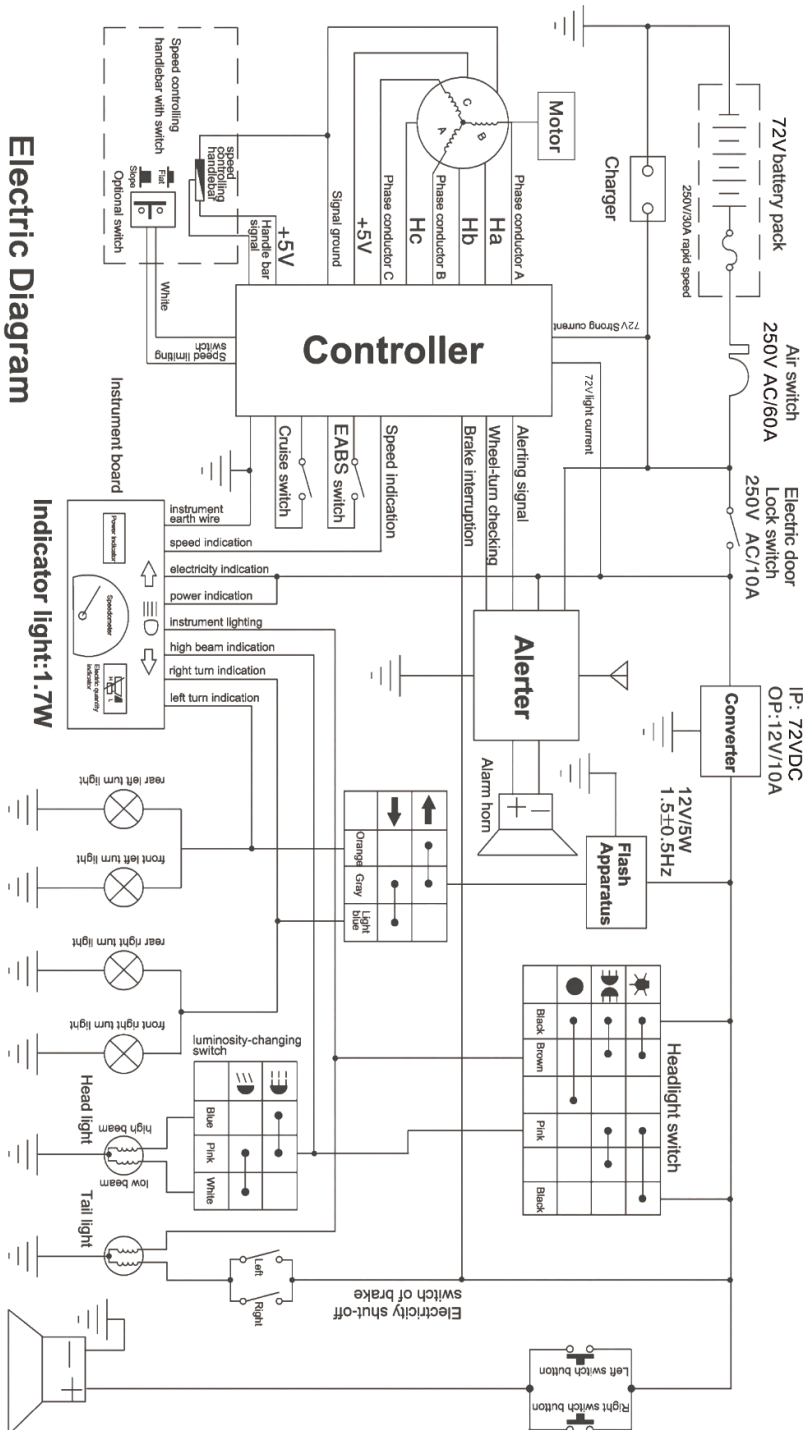 Electric Diagram
72V battery pack
250V/30A rapid speed
Air switch
250V AC/60A
Electric door
Lock switch
250V AC/10A
IP: 72VDC
OP:12V/10A
Converter
Charger
72V Strong current
72V light current
Motor
A
B
C
Phase conductor A
Ha
Hb
Phase conductor B
Hc
Phase conductor C
+5V
Signal ground
+5V
Handle bar
signal
speed
controlling
handlebar
Speed controlling
handlebar with switch
Flat
Slope
Optional switch
White
Speed limiting
switch
Controller
Alerting signal
Wheel-turn checking
Brake interruption
Speed indication
EABS switch
Cruise switch
Alerter
Alarm horn
+
–
12V/5W
1.5±0.5Hz
Flash
Apparatus
Instrument board
Power indicator
Speedometer
Electric quantity
indicator
H
L
Indicator light:1.7W
instrument
earth wire
speed indication
electricity indication
power indication
instrument lighting
high beam indication
right turn indication
left turn indication
Orange
Gray
Light
blue
Headlight switch
Black
Brown
Pink
Black
rear left turn light
front left turn light
rear right turn light
front right turn light
luminosity-changing
switch
Blue
Pink
White
Head light
high beam
low beam
Tail light
Left
Right
Electricity shut-off
switch of brake
Left switch button
Right switch button
–
+